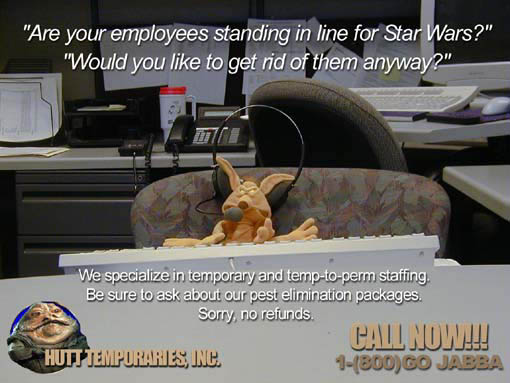 "Are your employees standing in line for Star Wars?"
"Would you like to get rid of them anyway?"
We specialize in temporary and temp-to-perm staffing.
Be sure to ask about our pest elimination packages.
Sorry, no refunds.
HUTT TEMPORARIES, INC.
CALL NOW!!!
1-(800)GO JABBA